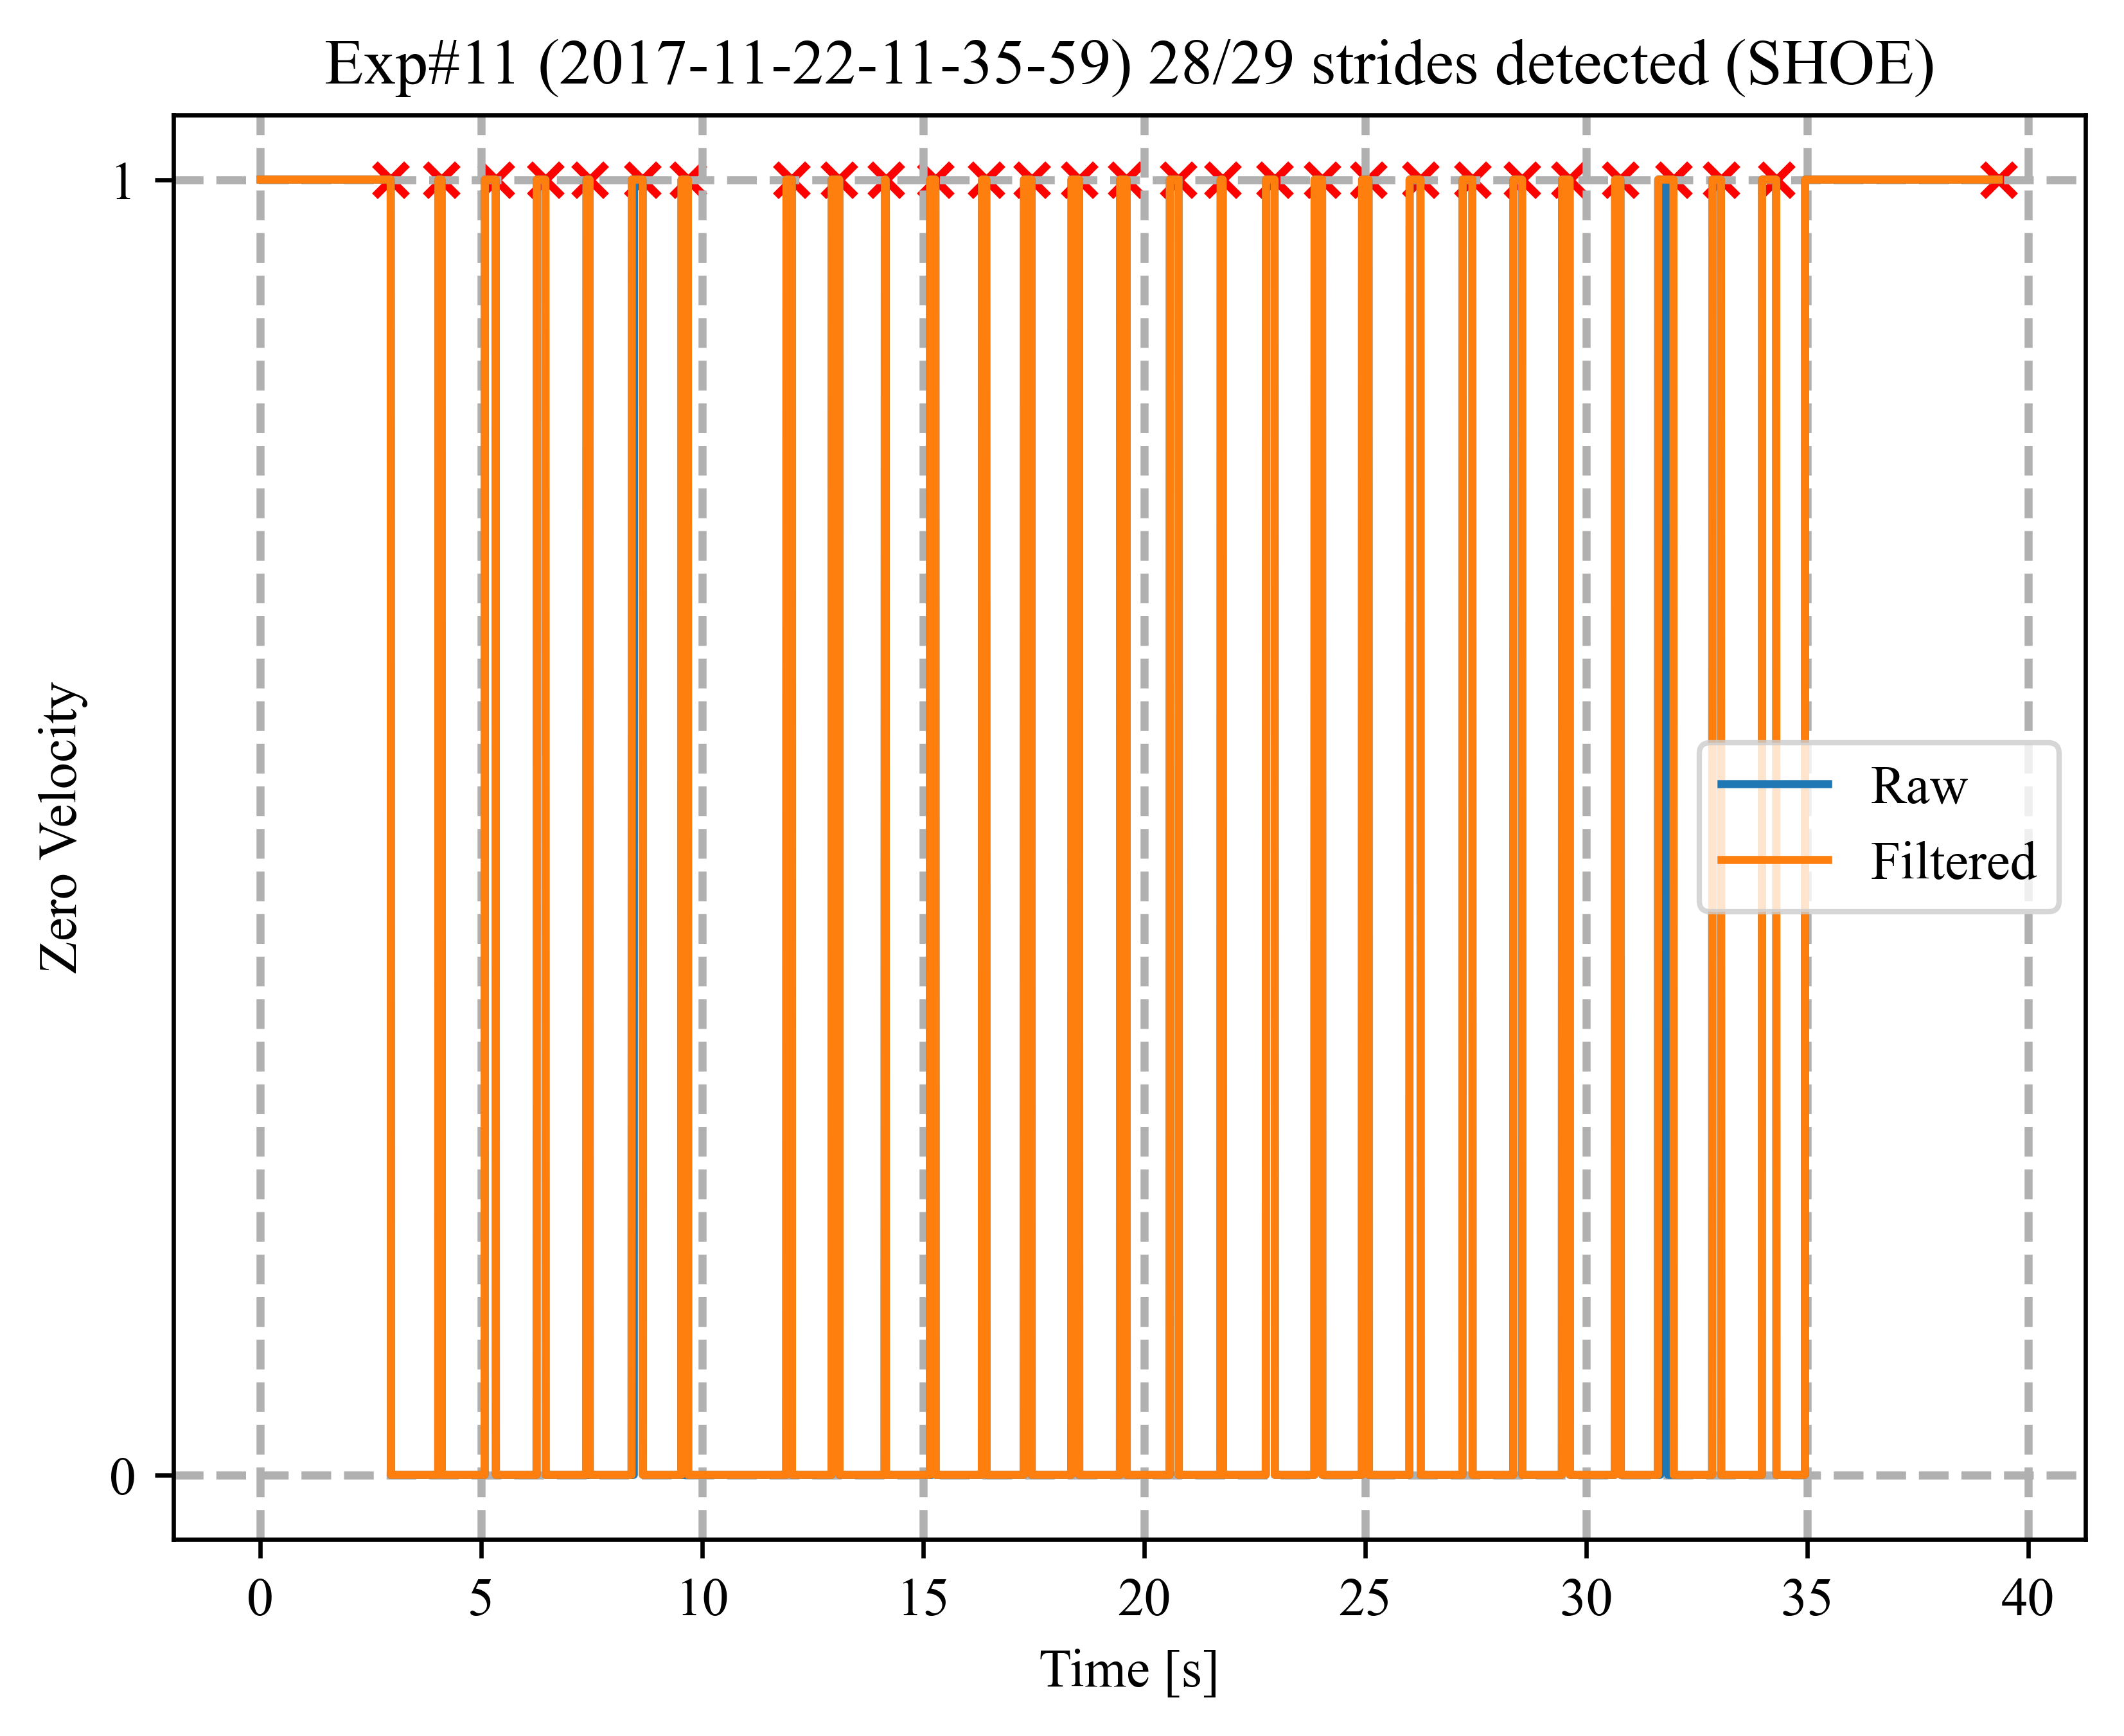 Exp#11 (2017-11-22-11-35-59) 28/29 strides detected (SHOE)
1
0
Zero Velocity
Raw
Filtered
0 5 10 15 20 25 30 35 40
Time [s]